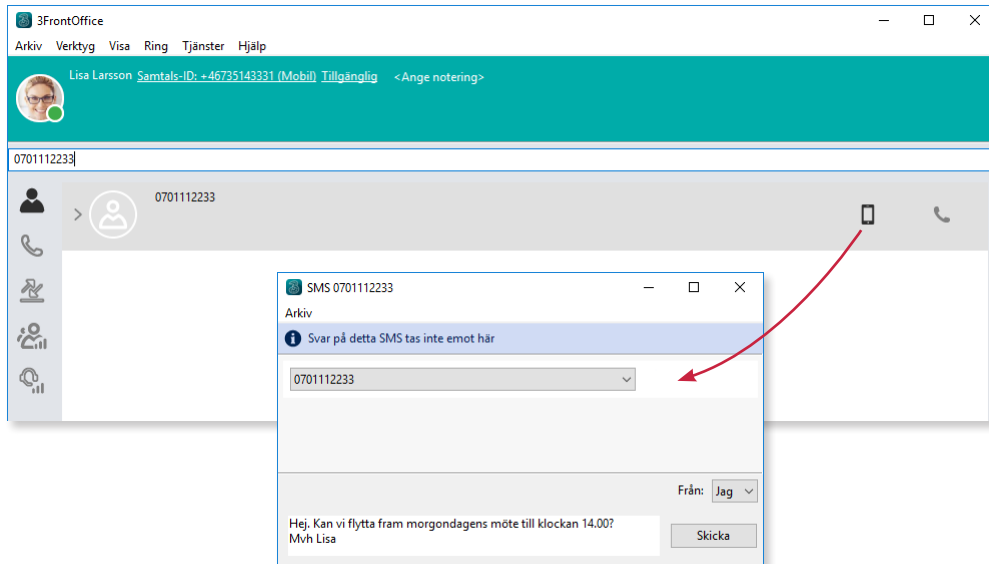 3FrontOffice
Arkiv Verktyg Visa Ring Tjänster Hjälp
Lisa Larsson Samtals-ID: +46735143331 (Mobil) Tillgänglig <Ange notering>
0701112233
0701112233
SMS 0701112233
Arkiv
Svar på detta SMS tas inte emot här
0701112233
Från: Jag
Hej. Kan vi flytta fram morgondagens möte till klockan 14.00?
Mvh Lisa
Skicka